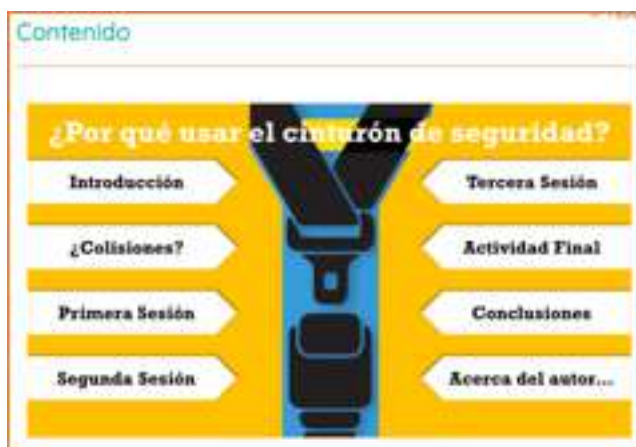 Contenido
¿Por qué usar el cinturón de seguridad?
Introducción
¿Colisiones?
Primera Sesión
Segunda Sesión
Tercera Sesión
Actividad Final
Conclusiones
Acerca del autor...